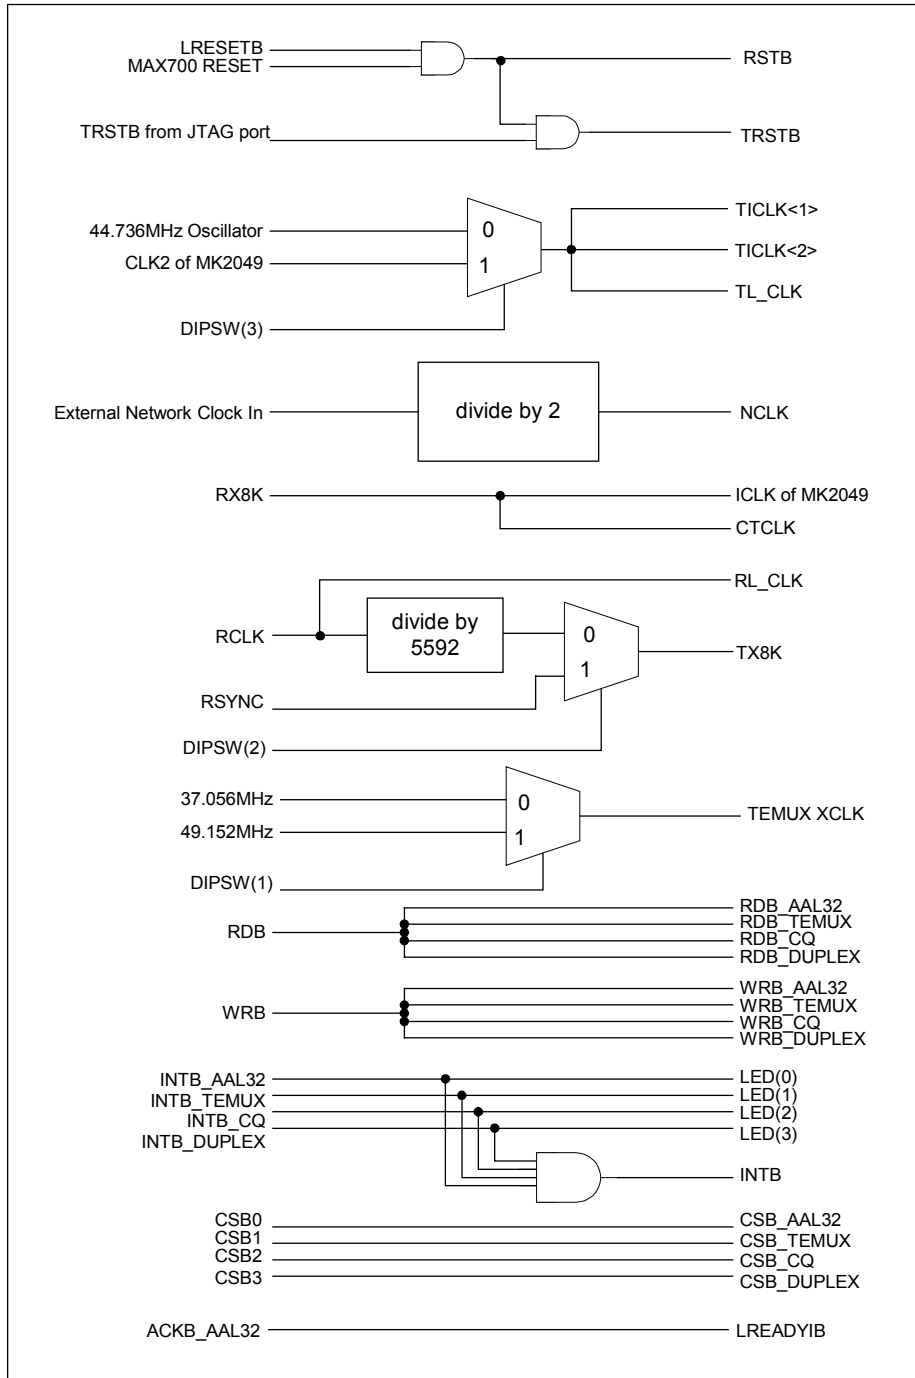 LRESETB
MAX700 RESET
RSTB
TRSTB from JTAG port
TRSTB
44.736MHz Oscillator
CLK2 of MK2049
0
1
TICLK<1>
TICLK<2>
TL_CLK
DIPSW(3)
External Network Clock In
divide by 2
NCLK
RX8K
ICLK of MK2049
CTCLK
RL_CLK
RCLK
divide by
5592
0
1
TX8K
RSYNC
DIPSW(2)
37.056MHz
49.152MHz
0
1
TEMUX XCLK
DIPSW(1)
RDB
RDB_AAL32
RDB_TEMUX
RDB_CQ
RDB_DUPLEX
WRB
WRB_AAL32
WRB_TEMUX
WRB_CQ
WRB_DUPLEX
INTB_AAL32
INTB_TEMUX
INTB_CQ
INTB_DUPLEX
LED(0)
LED(1)
LED(2)
LED(3)
INTB
CSB0
CSB1
CSB2
CSB3
CSB_AAL32
CSB_TEMUX
CSB_CQ
CSB_DUPLEX
ACKB_AAL32
LREADYIB